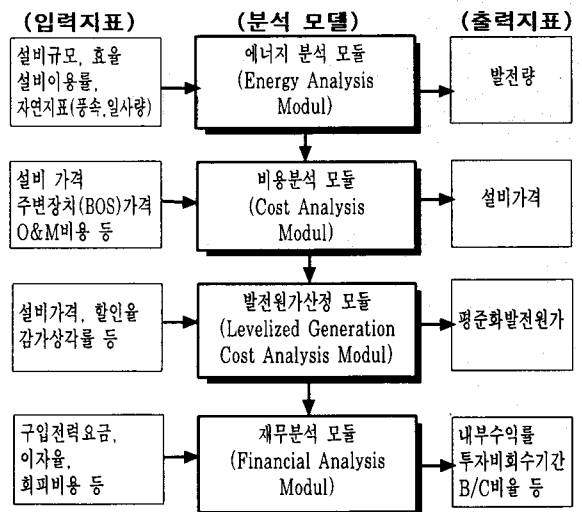 (입력지표) (분석 모델) (출력지표)
설비규모, 효율
설비이용률,
자연지표(풍속,일사량)
에너지 분석 모듈
(Energy Analysis
Modul)
발전량
설비 가격
주변장치(BOS)가격
O&M비용 등
비용분석 모듈
(Cost Analysis
Modul)
설비가격
설비가격, 할인율
감가상각률 등
발전원가산정 모듈
(Levelized Generation
Cost Analysis Modul)
평준화발전원가
구입전력요금,
이자율,
회피비용 등
재무분석 모듈
(Financial Analysis
Modul)
내부수익률
투자비회수기간
B/C비율 등